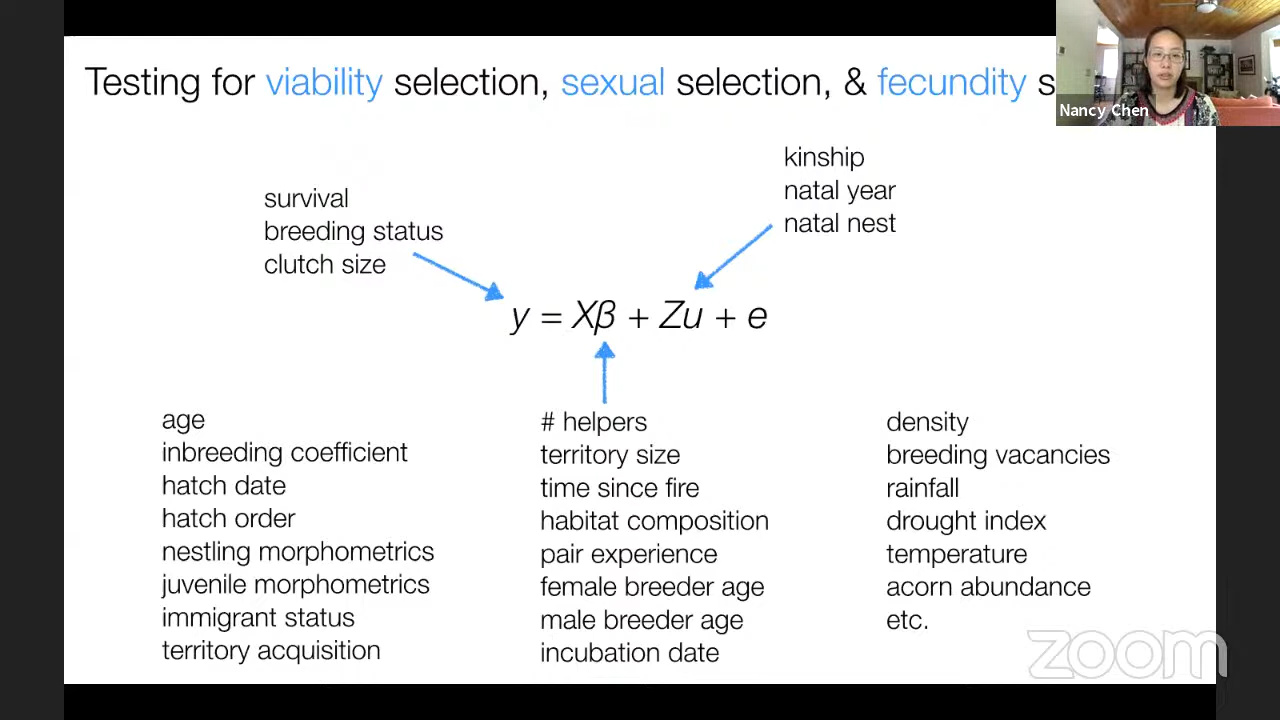 Testing for viability selection, sexual selection, & fecundity s
Nancy Chen
kinship
natal year
natal nest
survival
breeding status
clutch size
y = Xβ + Zu + e
age
inbreeding coefficient
hatch date
hatch order
nestling morphometrics
juvenile morphometrics
immigrant status
territory acquisition
# helpers
territory size
time since fire
habitat composition
pair experience
female breeder age
male breeder age
incubation date
density
breeding vacancies
rainfall
drought index
temperature
acorn abundance
etc.
zoom